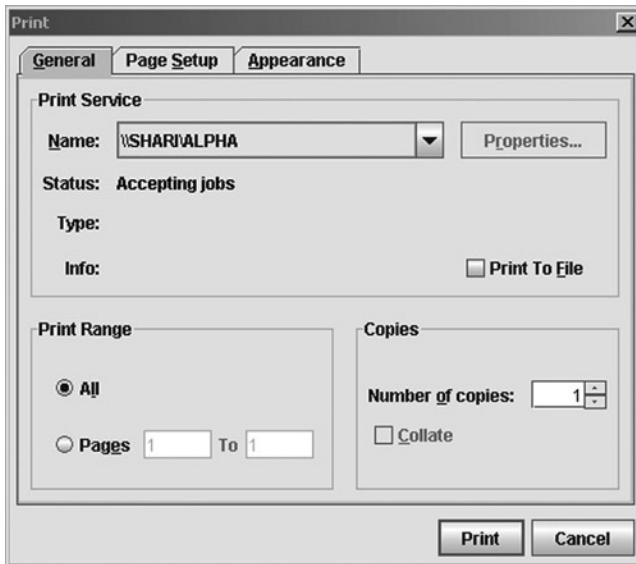 Print
General Page Setup Appearance
Print Service
Name: \\SHARI\ALPHA Properties...
Status: Accepting jobs
Type:
Info: Print To File
Print Range Copies
All
Number of copies: 1
Collate
Pages 1 To 1
Print Cancel